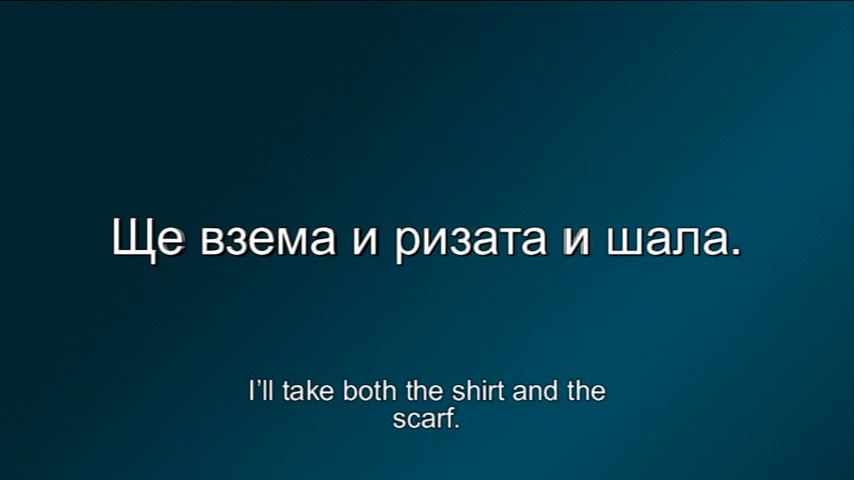 Ще взема и ризата и шала.
I’ll take both the shirt and the
scarf.